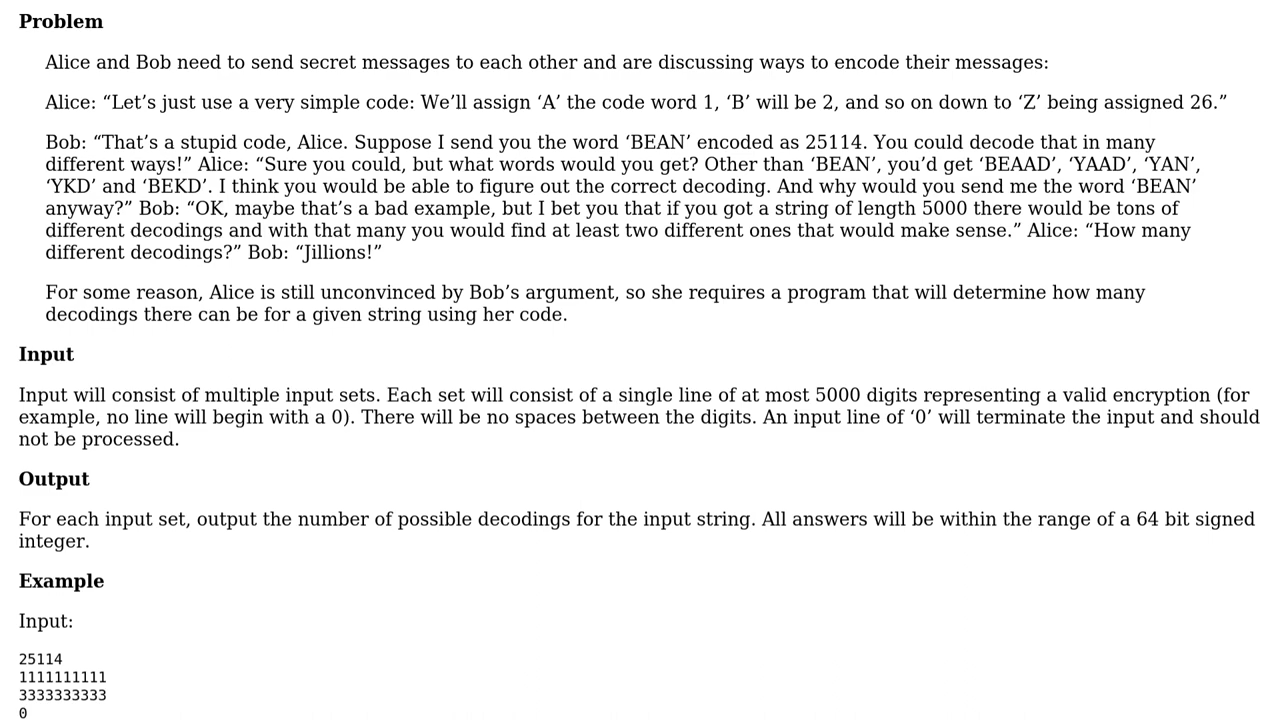 Problem
Alice and Bob need to send secret messages to each other and are discussing ways to encode their messages:
Alice: “Let’s just use a very simple code: We’ll assign ‘A’ the code word 1, ‘B’ will be 2, and so on down to ‘Z’ being assigned 26.”
Bob: “That’s a stupid code, Alice. Suppose I send you the word ‘BEAN’ encoded as 25114. You could decode that in many
different ways!” Alice: “Sure you could, but what words would you get? Other than ‘BEAN’, you’d get ‘BEAAD’, ‘YAAD’, ‘YAN’,
‘YKD’ and ‘BEKD’. I think you would be able to figure out the correct decoding. And why would you send me the word ‘BEAN’
anyway?” Bob: “OK, maybe that’s a bad example, but I bet you that if you got a string of length 5000 there would be tons of
different decodings and with that many you would find at least two different ones that would make sense.” Alice: “How many
different decodings?” Bob: “Jillions!”
For some reason, Alice is still unconvinced by Bob’s argument, so she requires a program that will determine how many
decodings there can be for a given string using her code.
Input
Input will consist of multiple input sets. Each set will consist of a single line of at most 5000 digits representing a valid encryption (for
example, no line will begin with a 0). There will be no spaces between the digits. An input line of ‘0’ will terminate the input and should
not be processed.
Output
For each input set, output the number of possible decodings for the input string. All answers will be within the range of a 64 bit signed
integer.
Example
Input:
25114
1111111111
3333333333
0